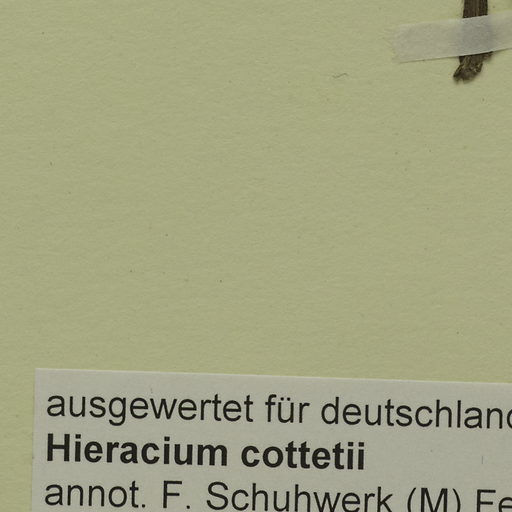 ausgewertet für deutschland
Hieracium cottetii
annot. F. Schuhwerk (M)